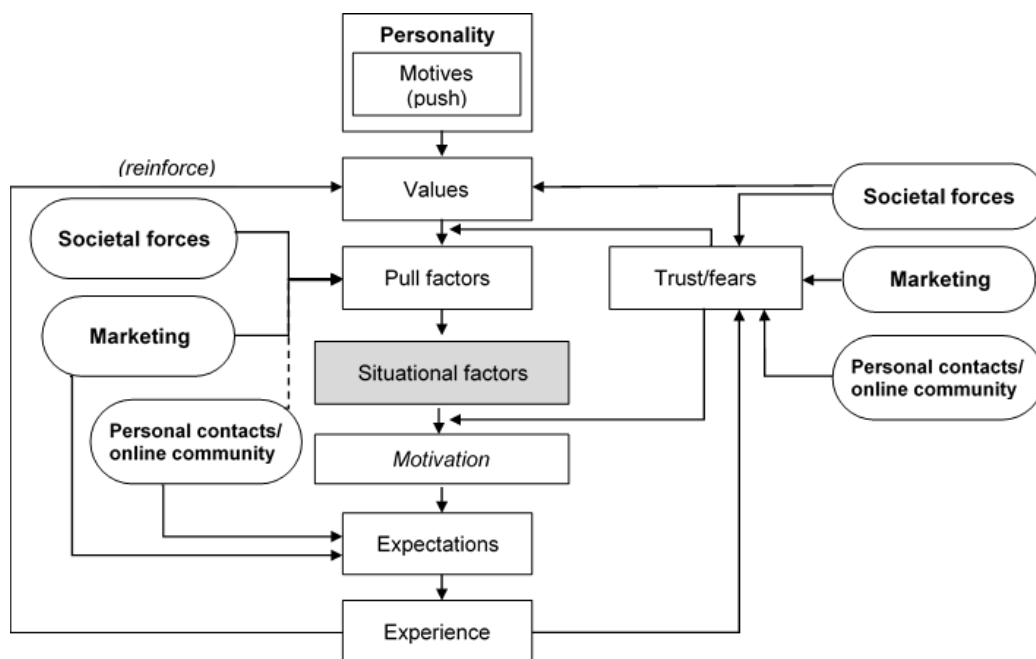 Personality
Motives
(push)
(reinforce)
Values
Societal forces
Societal forces
Pull factors
Trust/fears
Marketing
Marketing
Situational factors
Personal contacts/
online community
Personal contacts/
online community
Motivation
Expectations
Experience